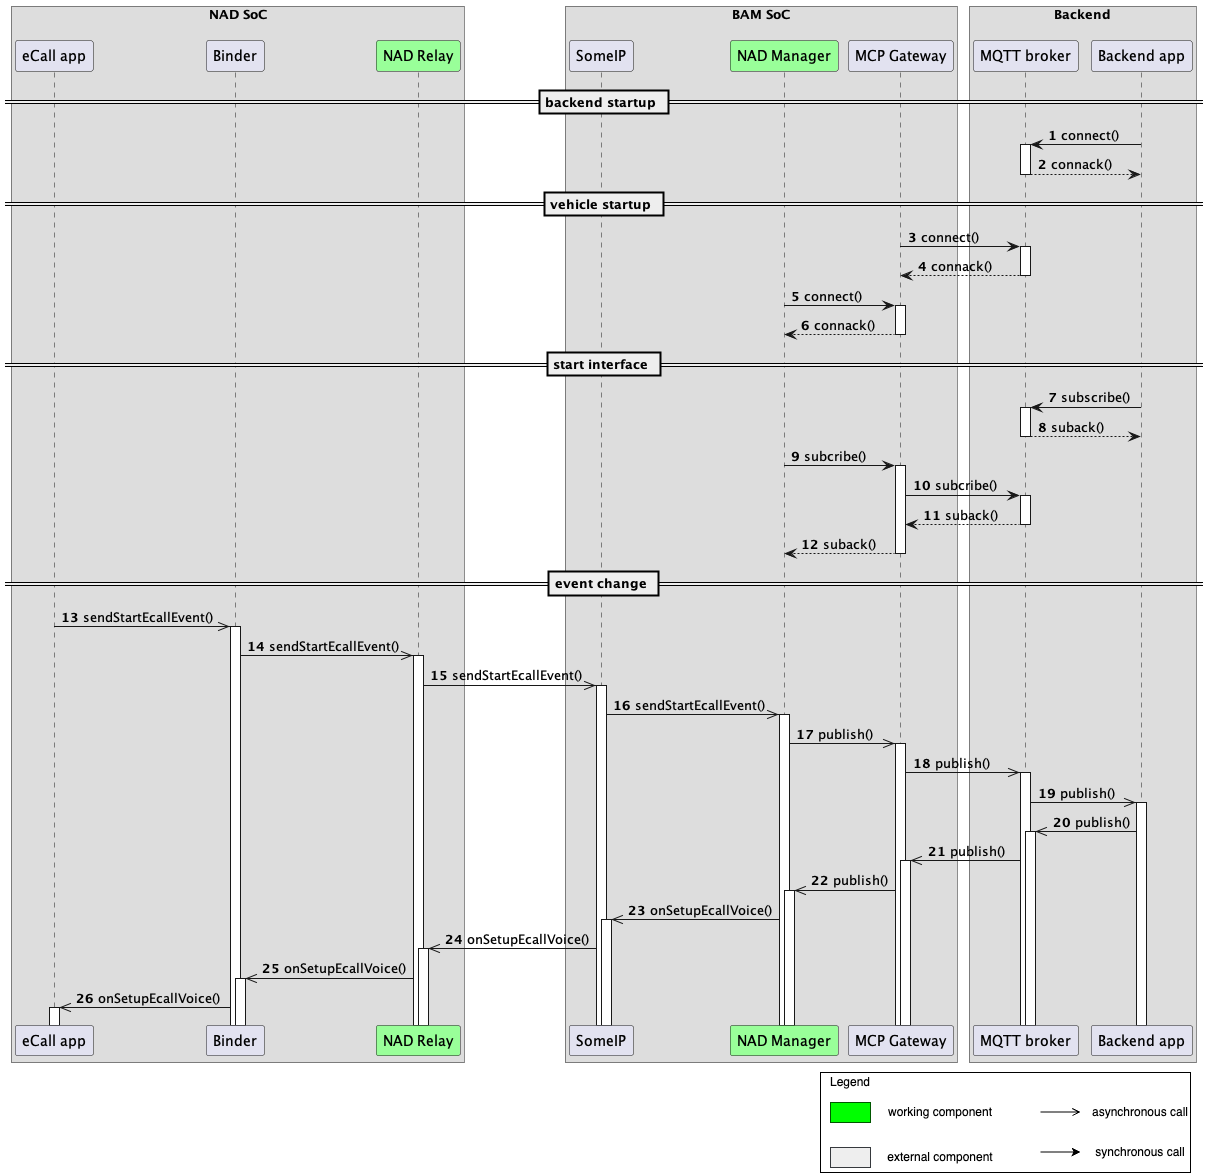 NAD SoC
BAM SoC
Backend
eCall app
Binder
NAD Relay
SomeIP
NAD Manager
MCP Gateway
MQTT broker
Backend app
backend startup
1 connect()
2 connack()
vehicle startup
3 connect()
4 connack()
5 connect()
6 connack()
start interface
7 subscribe()
8 suback()
9 subcribe()
10 subcribe()
11 suback()
12 suback()
event change
13 sendStartEcallEvent()
14 sendStartEcallEvent()
15 sendStartEcallEvent()
16 sendStartEcallEvent()
17 publish()
18 publish()
19 publish()
20 publish()
21 publish()
22 publish()
23 onSetupEcallVoice()
24 onSetupEcallVoice()
25 onSetupEcallVoice()
26 onSetupEcallVoice()
eCall app
Binder
NAD Relay
SomeIP
NAD Manager
MCP Gateway
MQTT broker
Backend app
Legend
working component
asynchronous call
external component
synchronous call